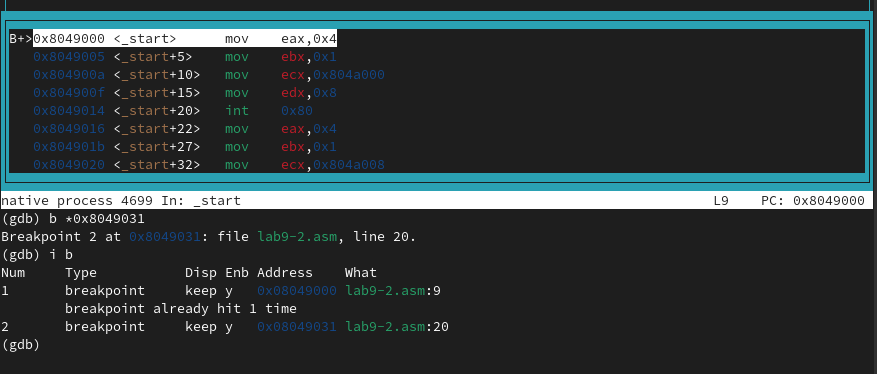 B+>0x8049000 <_start>      mov    eax,0x4
   0x8049005 <_start+5>    mov    ebx,0x1
   0x804900a <_start+10>   mov    ecx,0x804a000
   0x804900f <_start+15>   mov    edx,0x8
   0x8049014 <_start+20>   int    0x80
   0x8049016 <_start+22>   mov    eax,0x4
   0x804901b <_start+27>   mov    ebx,0x1
   0x8049020 <_start+32>   mov    ecx,0x804a008
native process 4699 In: _start                                                           L9    PC: 0x8049000
(gdb) b *0x8049031
Breakpoint 2 at 0x8049031: file lab9-2.asm, line 20.
(gdb) i b
Num     Type           Disp Enb Address    What
1       breakpoint     keep y   0x08049000 lab9-2.asm:9
        breakpoint already hit 1 time
2       breakpoint     keep y   0x08049031 lab9-2.asm:20
(gdb)